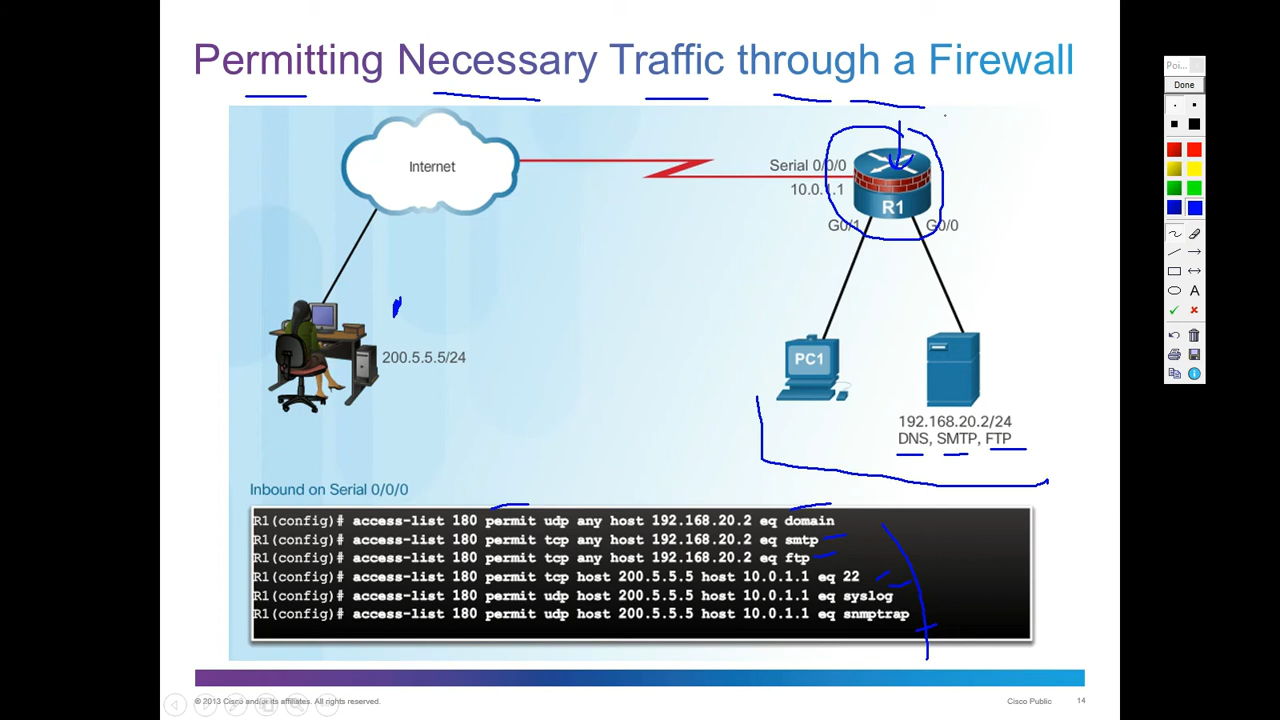 Permitting Necessary Traffic through a Firewall
Poi...
Done
Internet
Serial 0/0/0
10.0.1.1
R1
G0/1
G0/0
200.5.5.5/24
PC1
192.168.20.2/24
DNS, SMTP, FTP
Inbound on Serial 0/0/0
R1(config)# access-list 180 permit udp any host 192.168.20.2 eq domain
R1(config)# access-list 180 permit tcp any host 192.168.20.2 eq smtp
R1(config)# access-list 180 permit tcp any host 192.168.20.2 eq ftp
R1(config)# access-list 180 permit tcp host 200.5.5.5 host 10.0.1.1 eq 22
R1(config)# access-list 180 permit udp host 200.5.5.5 host 10.0.1.1 eq syslog
R1(config)# access-list 180 permit udp host 200.5.5.5 host 10.0.1.1 eq snmptrap
© 2013 Cisco and/or its affiliates. All rights reserved.
Cisco Public
14